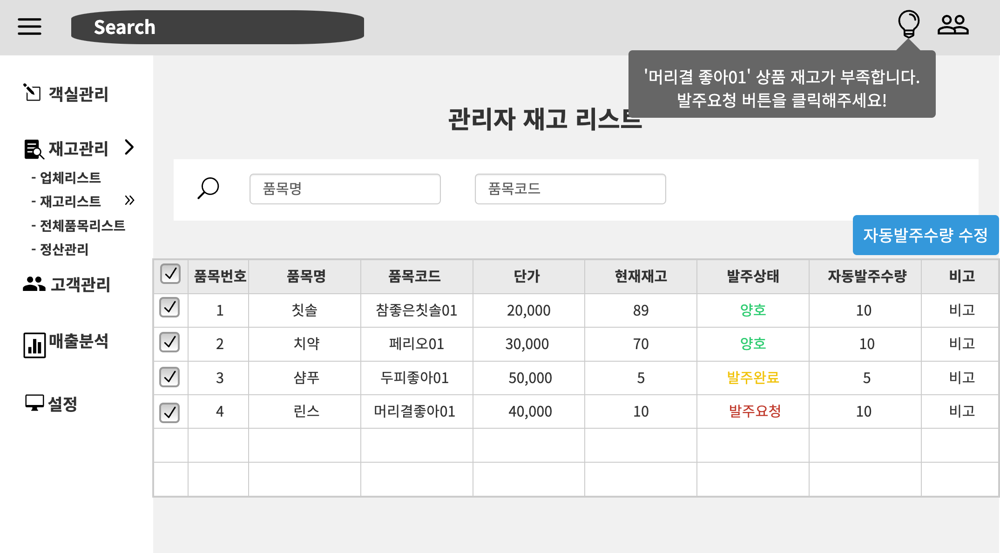 Search
'머리결 좋아01' 상품 재고가 부족합니다.
발주요청 버튼을 클릭해주세요!
객실관리
재고관리
- 업체리스트
- 재고리스트
- 전체품목리스트
- 정산관리
고객관리
매출분석
설정
관리자 재고 리스트
품목명 품목코드
자동발주수량 수정
품목번호 품목명 품목코드 단가 현재재고 발주상태 자동발주수량 비고
1 칫솔 참좋은칫솔01 20,000 89 양호 10 비고
2 치약 페리오01 30,000 70 양호 10 비고
3 샴푸 두피좋아01 50,000 5 발주완료 5 비고
4 린스 머리결좋아01 40,000 10 발주요청 10 비고